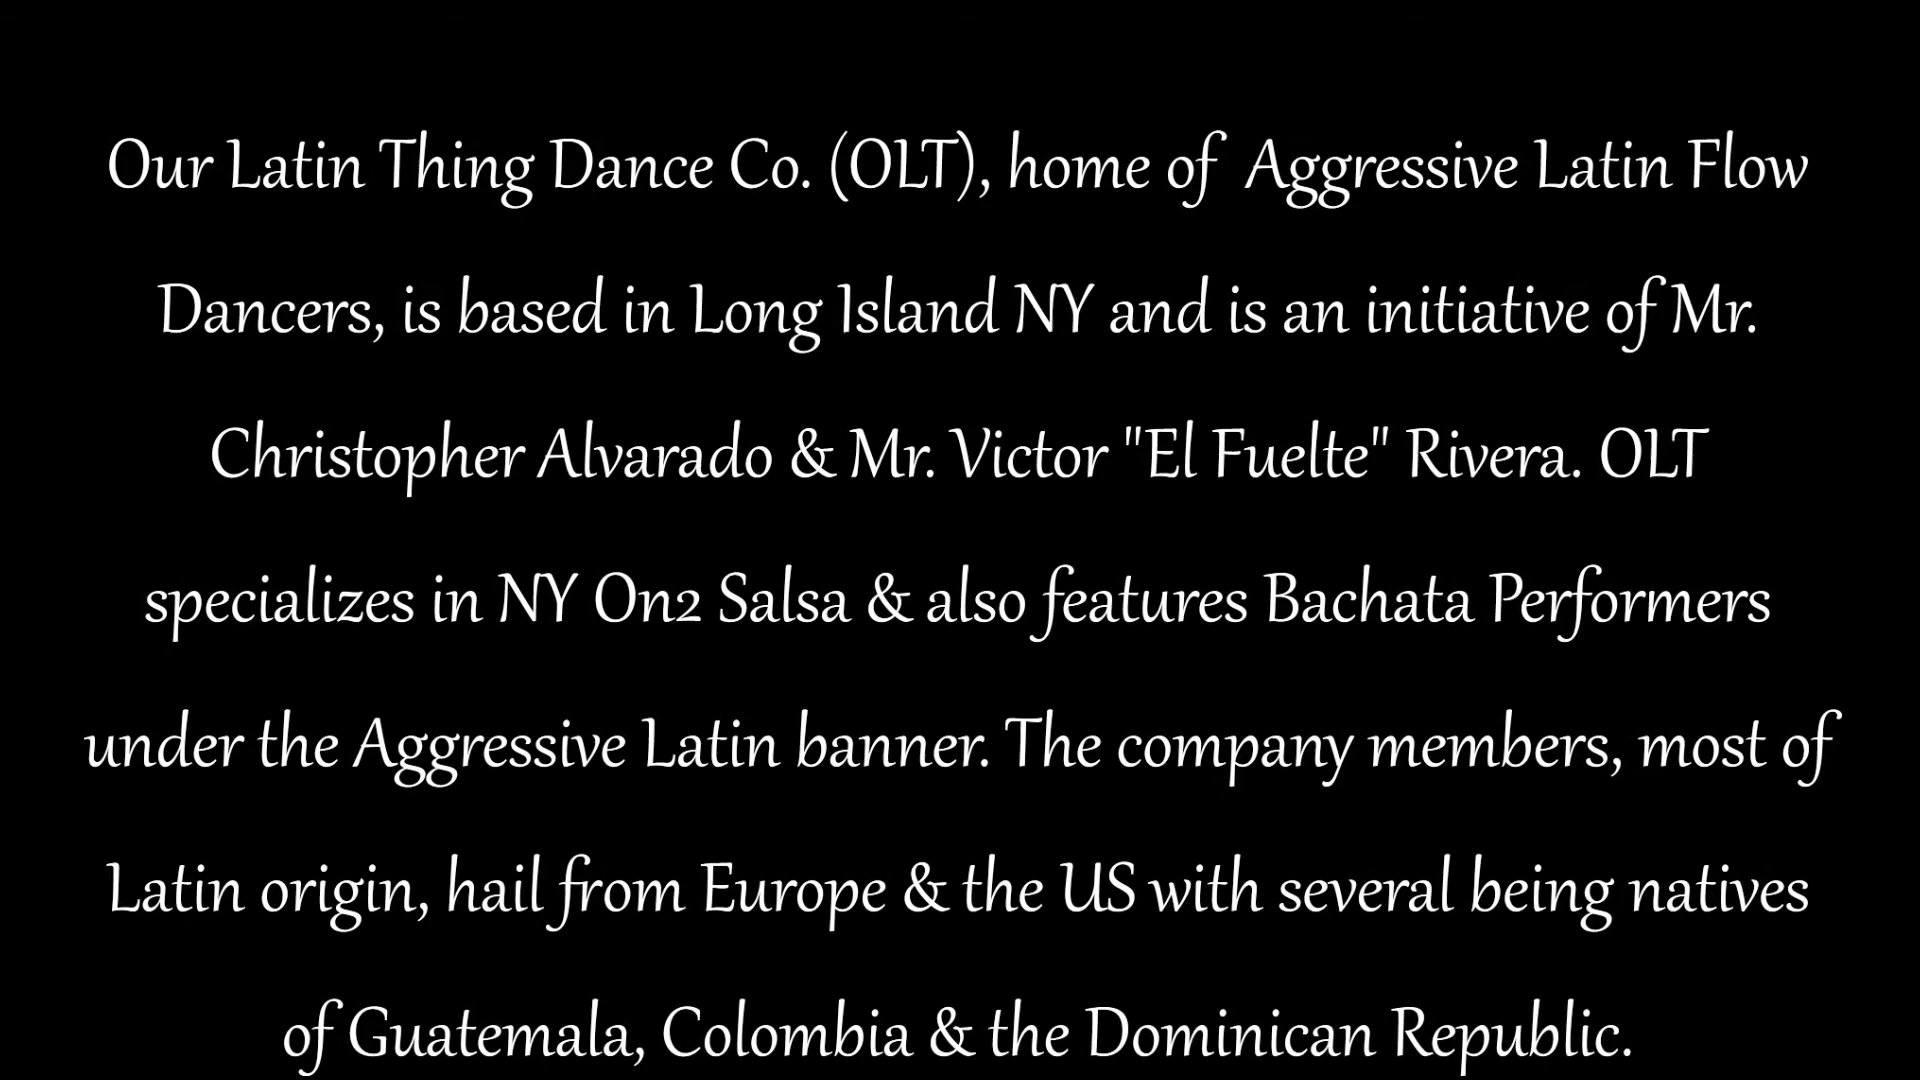 Our Latin Thing Dance Co. (OLT), home of  Aggressive Latin Flow
Dancers, is based in Long Island NY and is an initiative of Mr.
Christopher Alvarado & Mr. Victor "El Fuelte" Rivera. OLT
specializes in NY On2 Salsa & also features Bachata Performers
under the Aggressive Latin banner. The company members, most of
Latin origin, hail from Europe & the US with several being natives
of Guatemala, Colombia & the Dominican Republic.